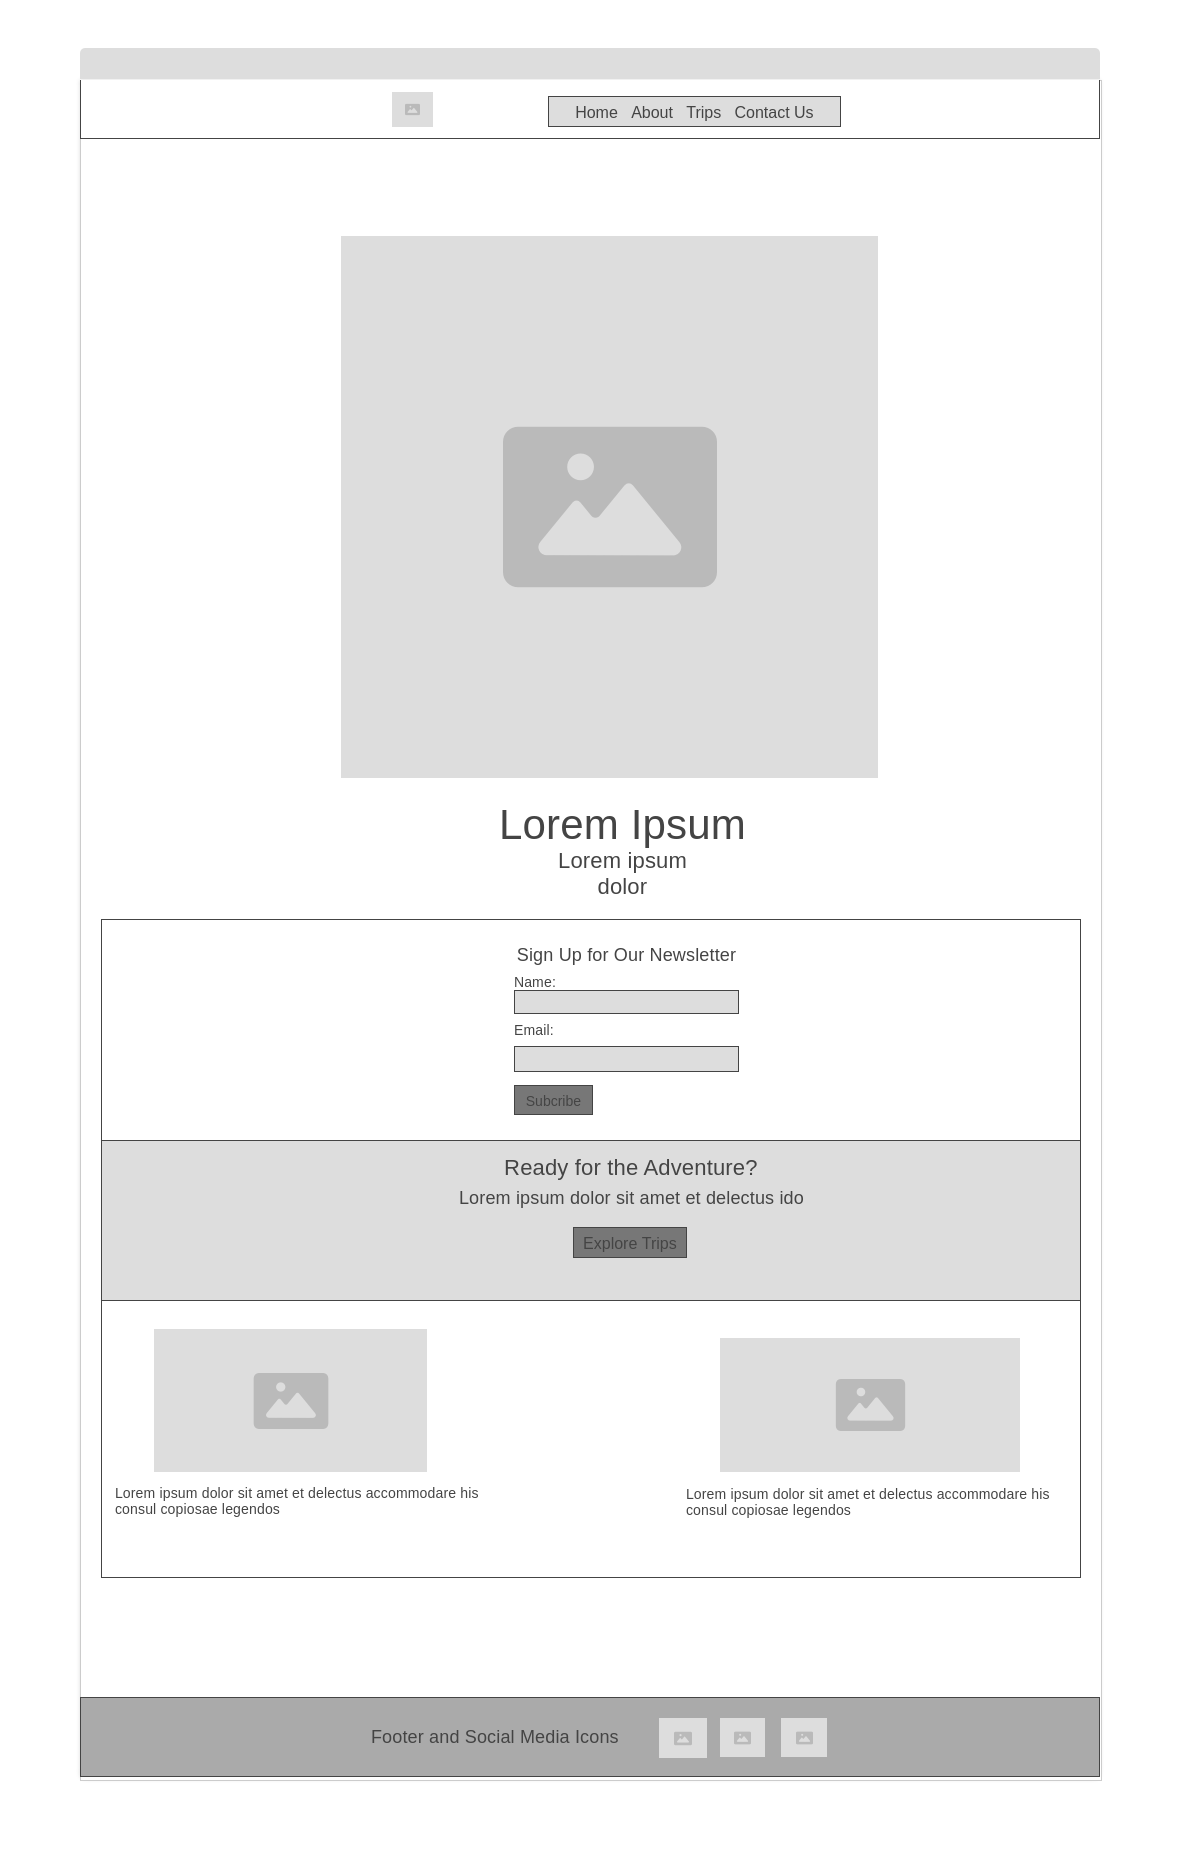 Home About Trips Contact Us
Lorem Ipsum
Lorem ipsum
dolor
Sign Up for Our Newsletter
Name:
Email:
Subcribe
Ready for the Adventure?
Lorem ipsum dolor sit amet et delectus ido
Explore Trips
Lorem ipsum dolor sit amet et delectus accommodare his
consul copiosae legendos
Lorem ipsum dolor sit amet et delectus accommodare his
consul copiosae legendos
Footer and Social Media Icons